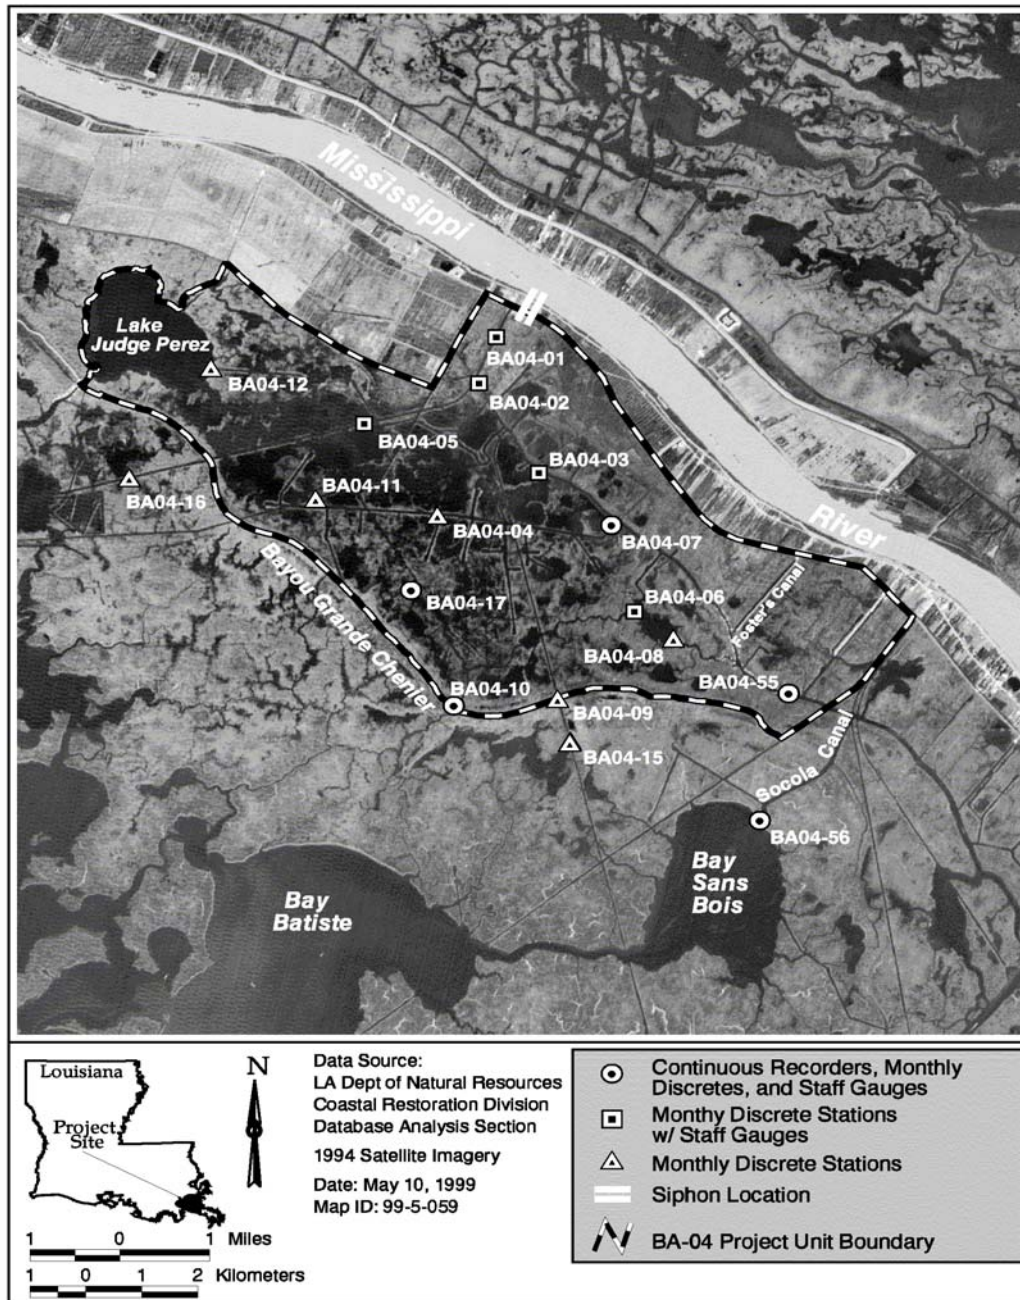 Mississippi
River
Lake
Judge Perez
BA04-01
BA04-12
BA04-02
BA04-05
BA04-03
BA04-11
BA04-16
BA04-04
BA04-07
Bayou Grande Chenier
BA04-17
BA04-06
Foster's Canal
BA04-08
BA04-55
BA04-10
BA04-09
BA04-15
Socola Canal
BA04-56
Bay
Sans
Bois
Bay
Batiste
Louisiana
Project
Site
N
Data Source:
LA Dept of Natural Resources
Coastal Restoration Division
Database Analysis Section
1994 Satellite Imagery
Date: May 10, 1999
Map ID: 99-5-059
1 0 1 Miles
1 0 1 2 Kilometers
Continuous Recorders, Monthly
Discretes, and Staff Gauges
Monthy Discrete Stations
w/ Staff Gauges
Monthly Discrete Stations
Siphon Location
BA-04 Project Unit Boundary